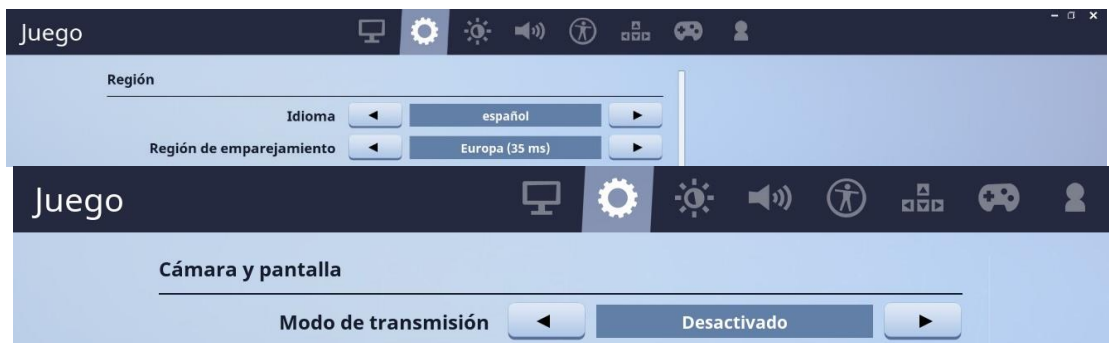 Juego
Región
Idioma español
Región de emparejamiento Europa (35 ms)
Juego
Cámara y pantalla
Modo de transmisión Desactivado